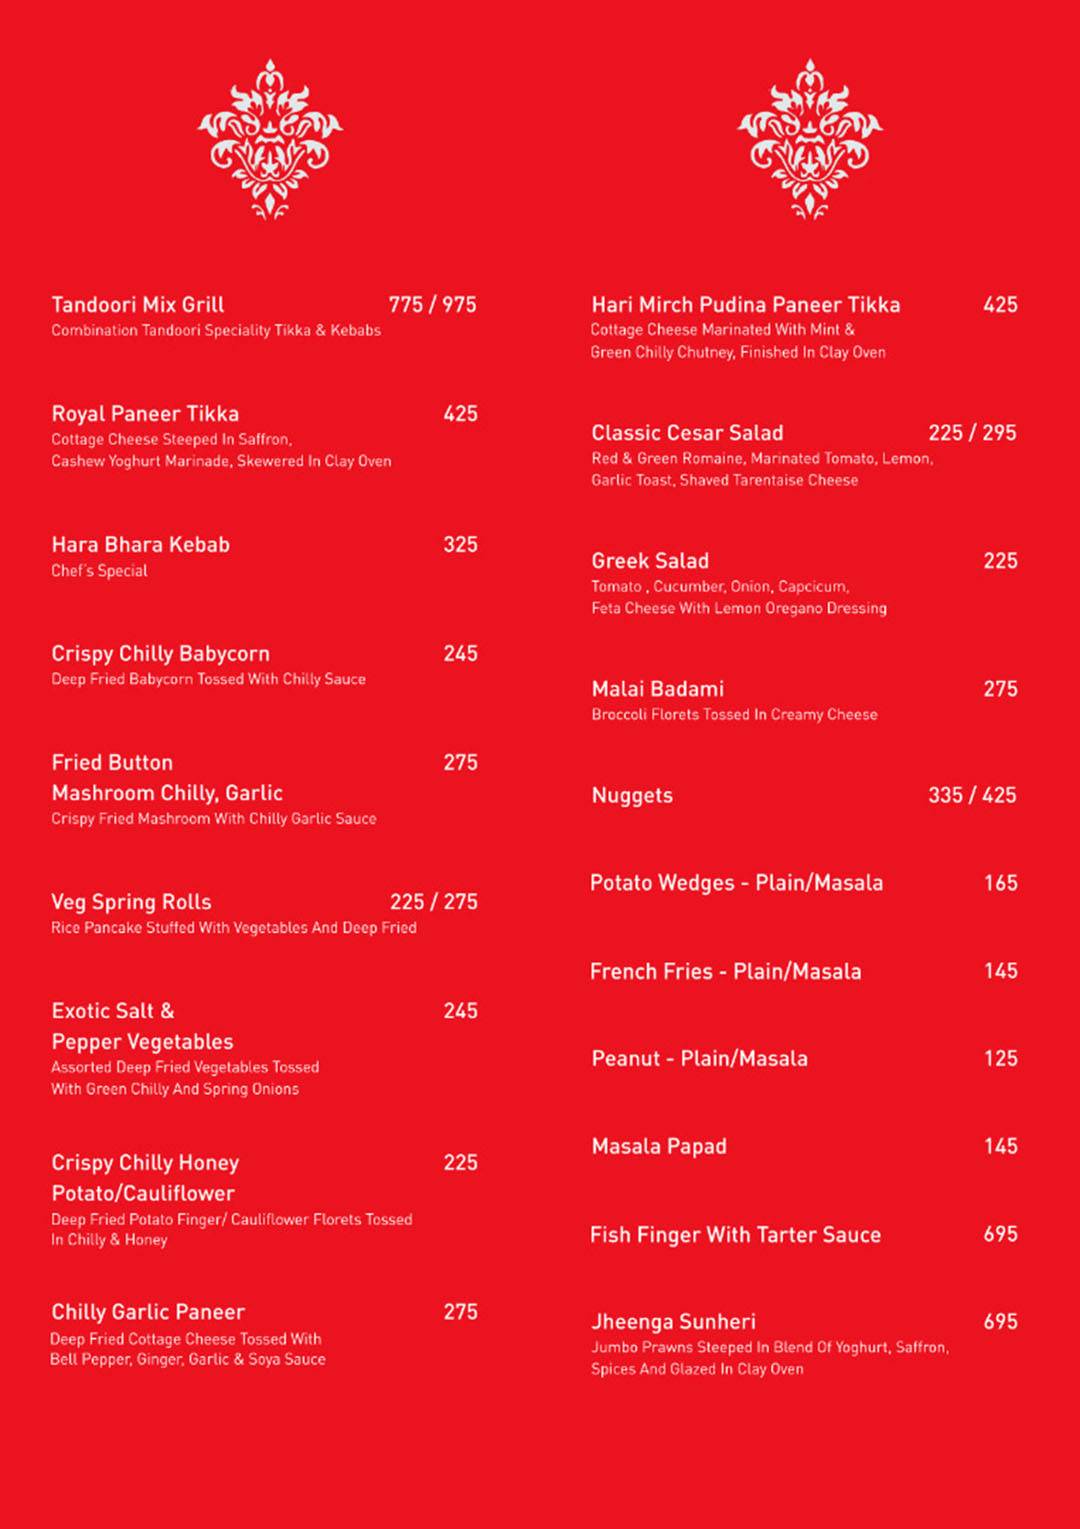 Tandoori Mix Grill 775 / 975
Combination Tandoori Speciality Tikka & Kebabs
Royal Paneer Tikka 425
Cottage Cheese Steeped In Saffron,
Cashew Yoghurt Marinade, Skewered In Clay Oven
Hara Bhara Kebab 325
Chef's Special
Crispy Chilly Babycorn 245
Deep Fried Babycorn Tossed With Chilly Sauce
Fried Button 275
Mashroom Chilly, Garlic
Crispy Fried Mashroom With Chilly Garlic Sauce
Veg Spring Rolls 225 / 275
Rice Pancake Stuffed With Vegetables And Deep Fried
Exotic Salt & 245
Pepper Vegetables
Assorted Deep Fried Vegetables Tossed
With Green Chilly And Spring Onions
Crispy Chilly Honey 225
Potato/Cauliflower
Deep Fried Potato Finger/ Cauliflower Florets Tossed
In Chilly & Honey
Chilly Garlic Paneer 275
Deep Fried Cottage Cheese Tossed With
Bell Pepper, Ginger, Garlic & Soya Sauce
Hari Mirch Pudina Paneer Tikka 425
Cottage Cheese Marinated With Mint &
Green Chilly Chutney, Finished In Clay Oven
Classic Cesar Salad 225 / 295
Red & Green Romaine, Marinated Tomato, Lemon,
Garlic Toast, Shaved Tarentaise Cheese
Greek Salad 225
Tomato , Cucumber, Onion, Capcicum,
Feta Cheese With Lemon Oregano Dressing
Malai Badami 275
Broccoli Florets Tossed In Creamy Cheese
Nuggets 335 / 425
Potato Wedges - Plain/Masala 165
French Fries - Plain/Masala 145
Peanut - Plain/Masala 125
Masala Papad 145
Fish Finger With Tarter Sauce 695
Jheenga Sunheri 695
Jumbo Prawns Steeped In Blend Of Yoghurt, Saffron,
Spices And Glazed In Clay Oven